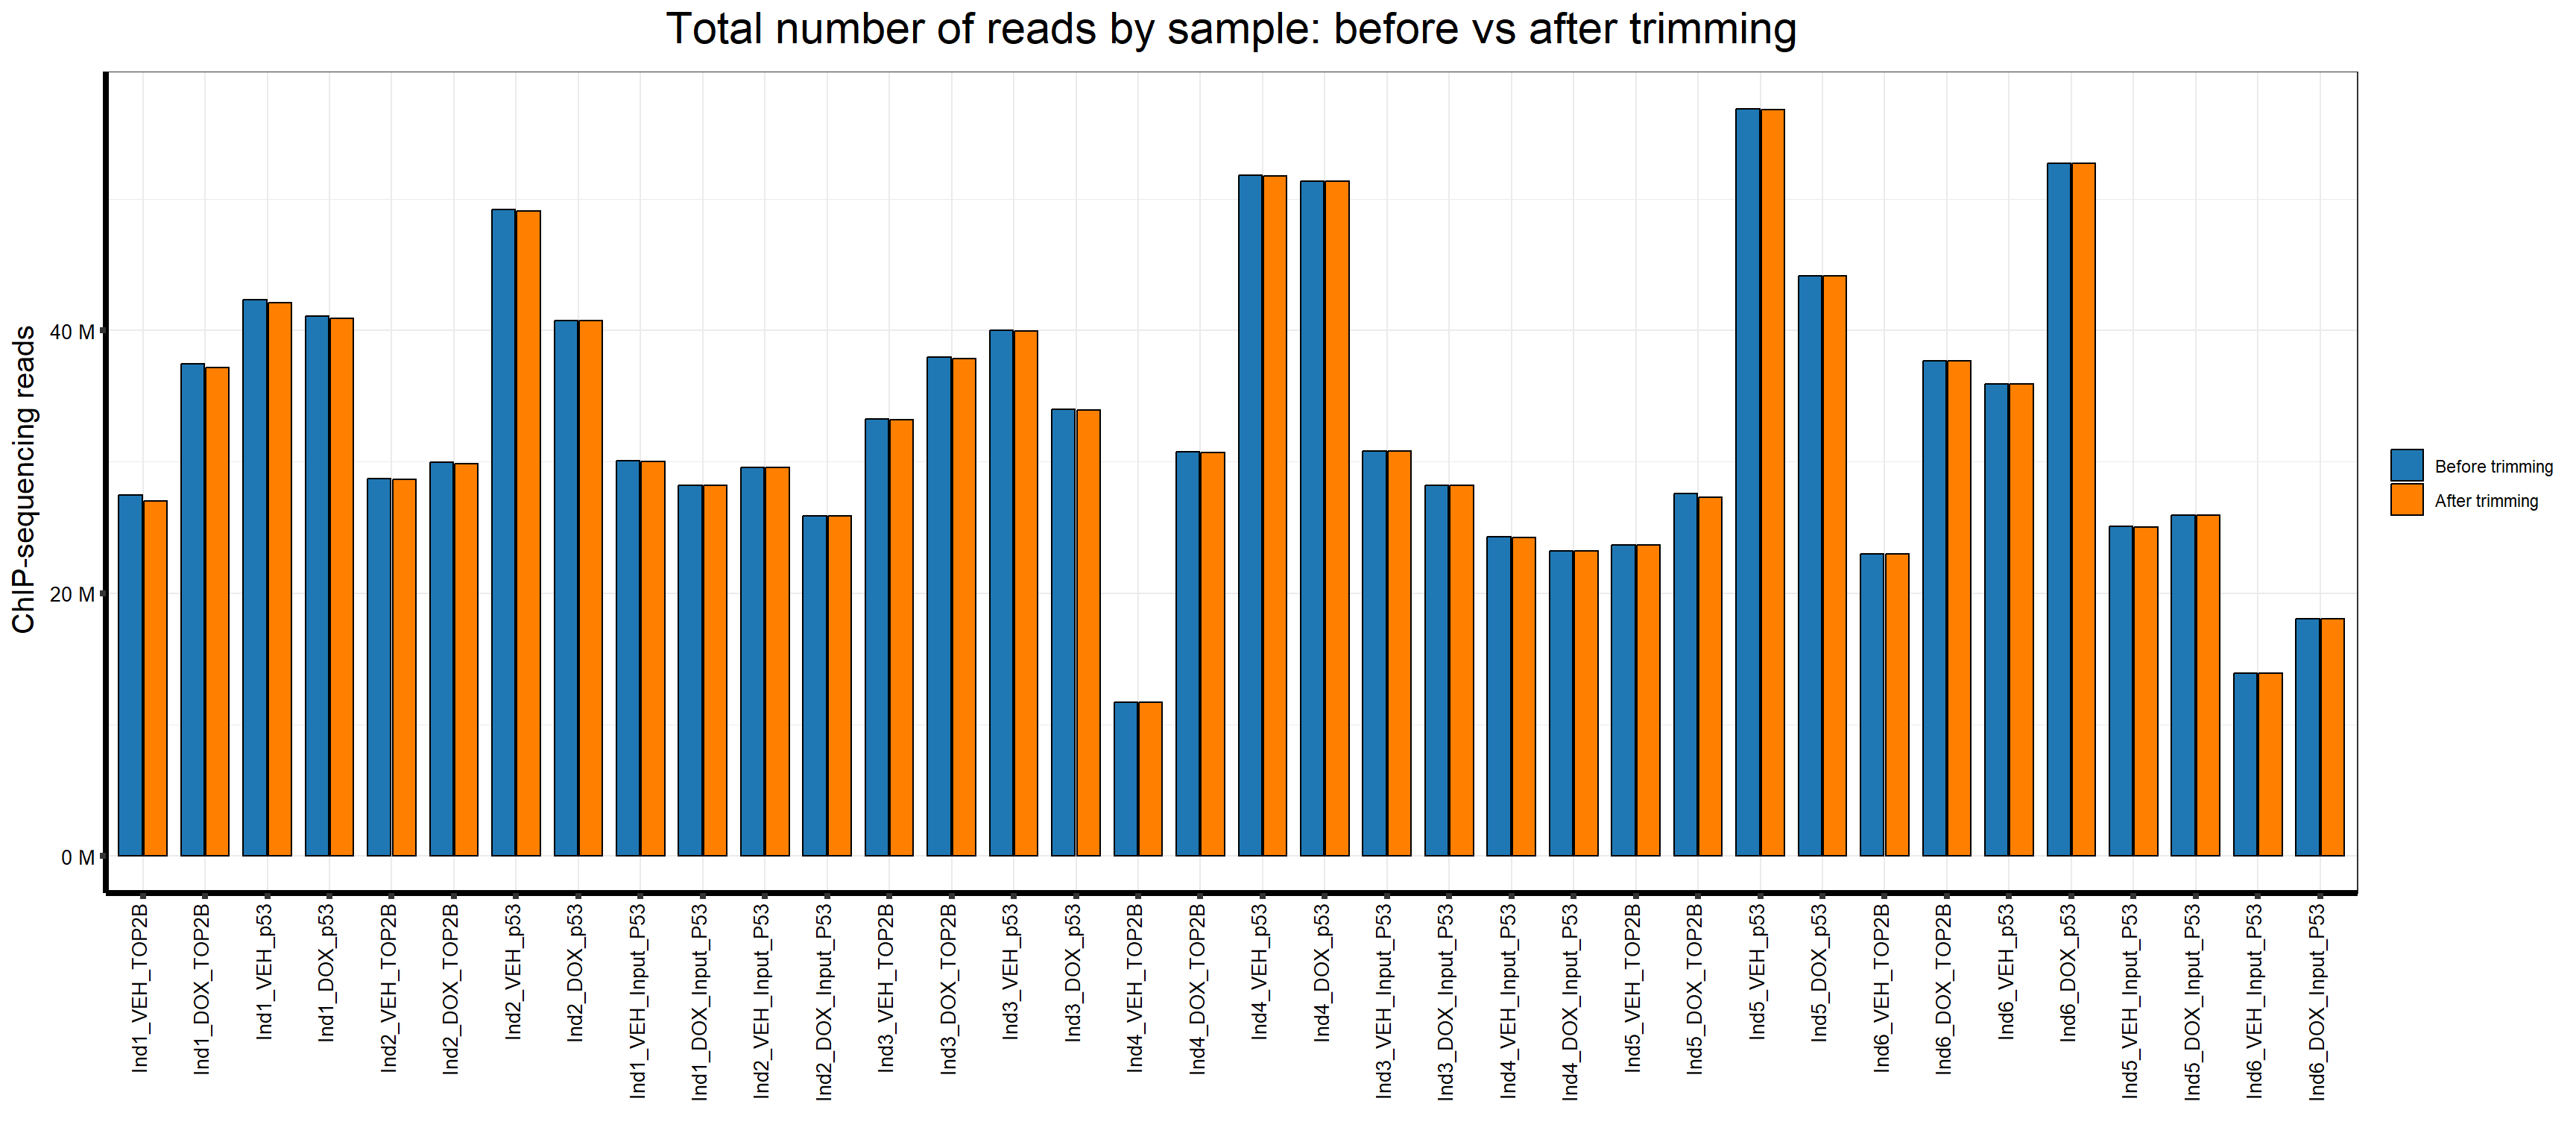 Total number of reads by sample: before vs after trimming
ChIP-sequencing reads
40 M
20 M
0 M
Before trimming
After trimming
Ind1_VEH_TOP2B
Ind1_DOX_TOP2B
Ind1_VEH_p53
Ind1_DOX_p53
Ind2_VEH_TOP2B
Ind2_DOX_TOP2B
Ind2_VEH_p53
Ind2_DOX_p53
Ind1_VEH_Input_P53
Ind1_DOX_Input_P53
Ind2_VEH_Input_P53
Ind2_DOX_Input_P53
Ind3_VEH_TOP2B
Ind3_DOX_TOP2B
Ind3_VEH_p53
Ind3_DOX_p53
Ind4_VEH_TOP2B
Ind4_DOX_TOP2B
Ind4_VEH_p53
Ind4_DOX_p53
Ind3_VEH_Input_P53
Ind3_DOX_Input_P53
Ind4_VEH_Input_P53
Ind4_DOX_Input_P53
Ind5_VEH_TOP2B
Ind5_DOX_TOP2B
Ind5_VEH_p53
Ind5_DOX_p53
Ind6_VEH_TOP2B
Ind6_DOX_TOP2B
Ind6_VEH_p53
Ind6_DOX_p53
Ind5_VEH_Input_P53
Ind5_DOX_Input_P53
Ind6_VEH_Input_P53
Ind6_DOX_Input_P53